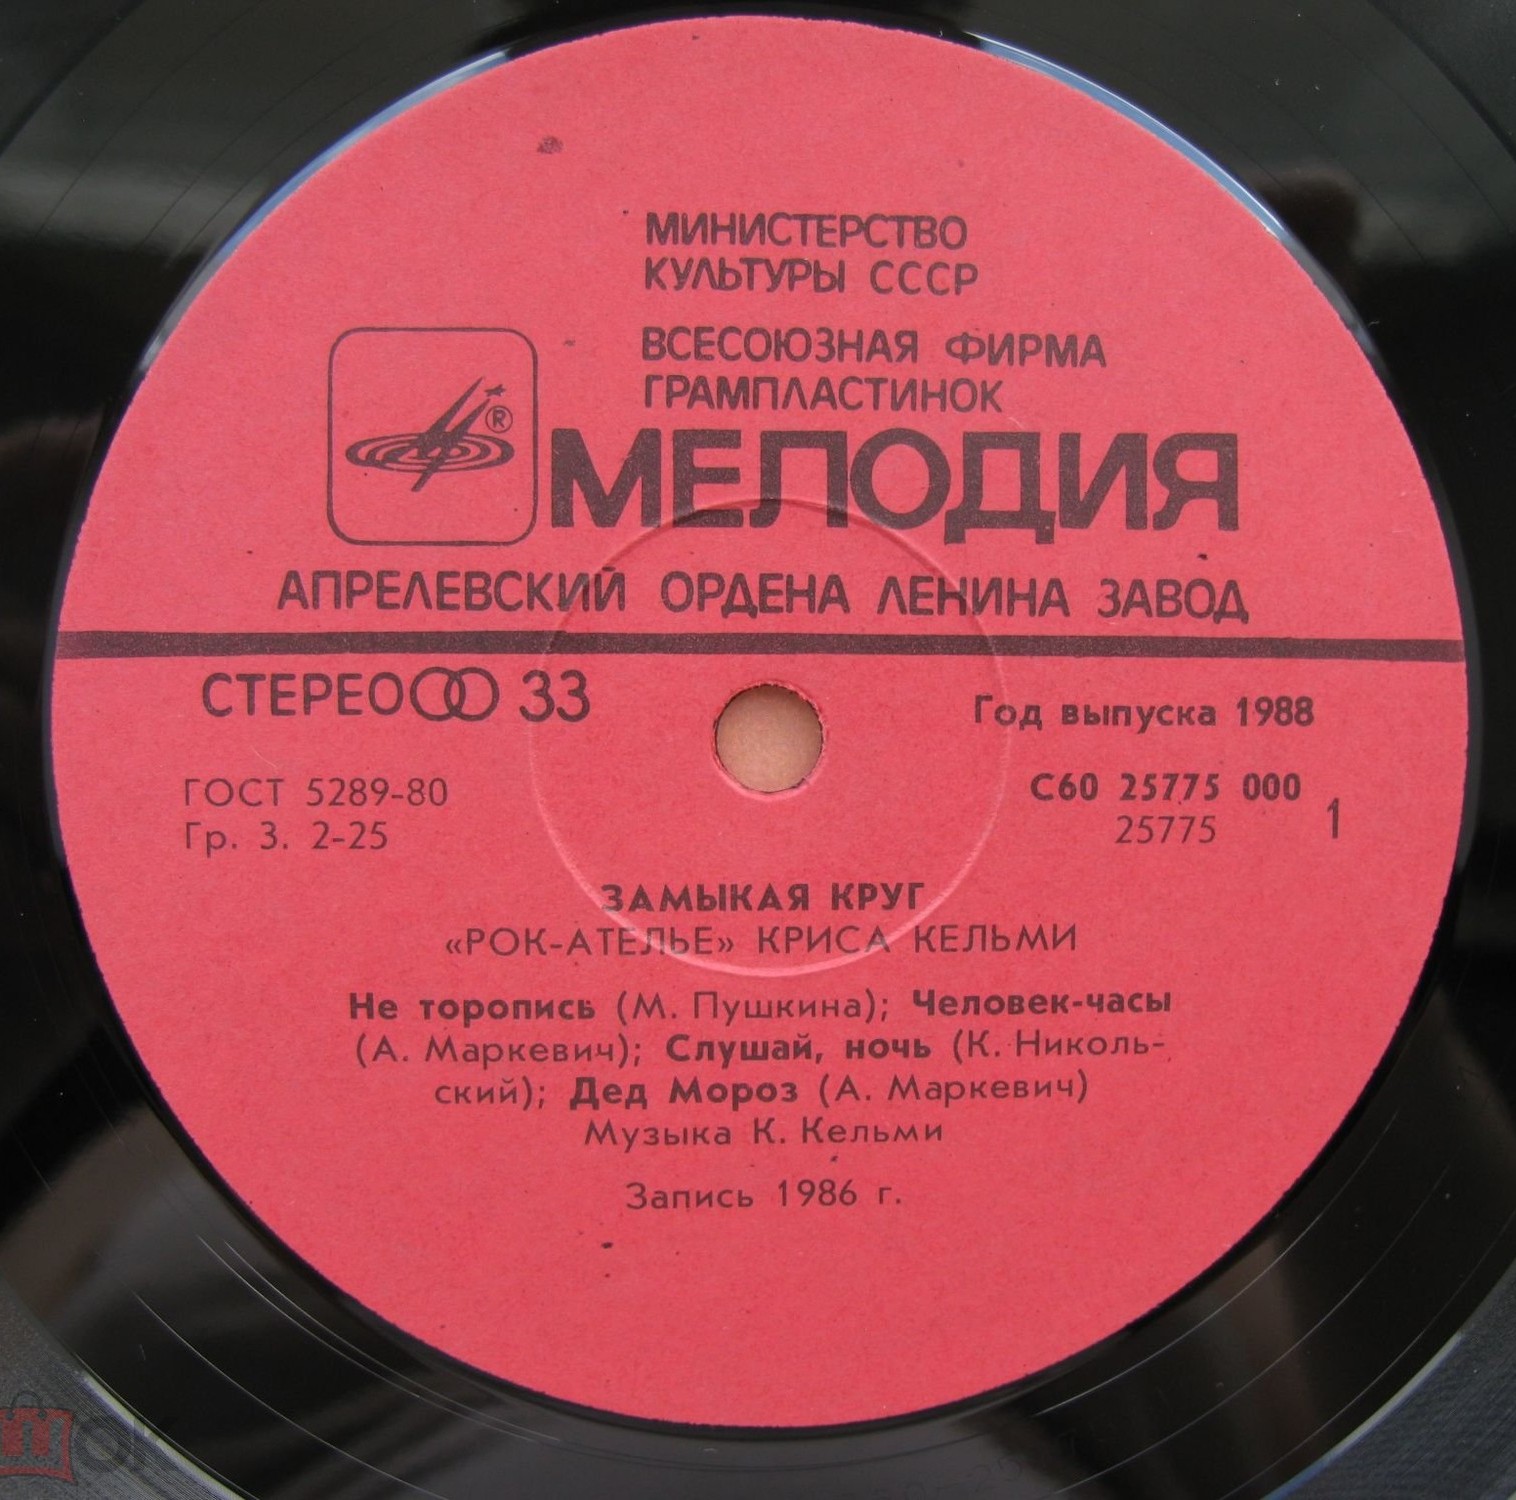 МИНИСТЕРСТВО
КУЛЬТУРЫ СССР
ВСЕСОЮЗНАЯ ФИРМА
ГРАМПЛАСТИНОК
®
МЕЛОДИЯ
АПРЕЛЕВСКИЙ ОРДЕНА ЛЕНИНА ЗАВОД
СТЕРЕО 33
Год выпуска 1988
ГОСТ 5289-80
Гр. 3. 2-25
С60 25775 000
25775
1
ЗАМЫКАЯ КРУГ
«РОК-АТЕЛЬЕ» КРИСА КЕЛЬМИ
Не торопись (М. Пушкина); Человек-часы
(А. Маркевич); Слушай, ночь (К. Николь-
ский); Дед Мороз (А. Маркевич)
Музыка К. Кельми
Запись 1986 г.